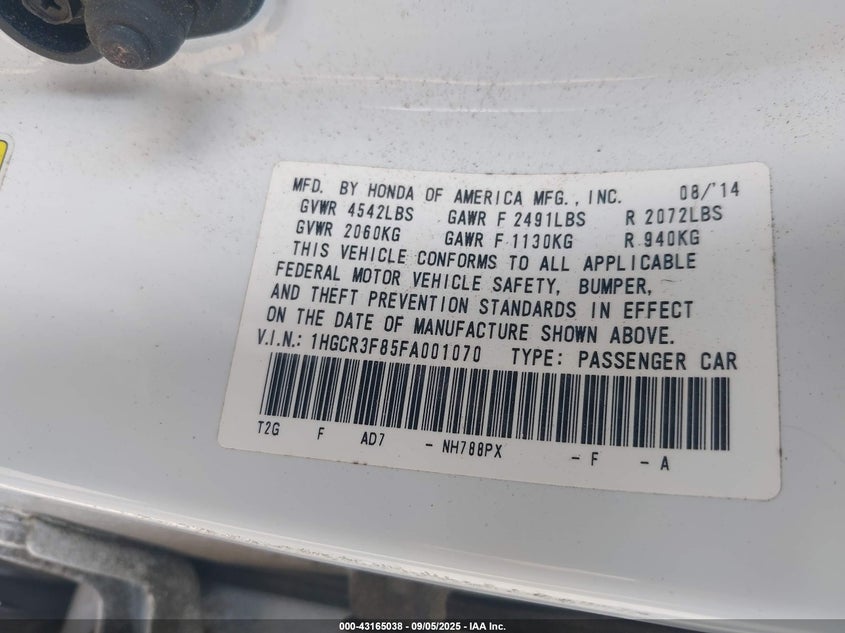 MFD. BY HONDA OF AMERICA MFG., INC. 08/'14
GVWR 4542LBS GAWR F 2491LBS R 2072LBS
GVWR 2060KG GAWR F 1130KG R 940KG
THIS VEHICLE CONFORMS TO ALL APPLICABLE
FEDERAL MOTOR VEHICLE SAFETY, BUMPER,
AND THEFT PREVENTION STANDARDS IN EFFECT
ON THE DATE OF MANUFACTURE SHOWN ABOVE.
V.I.N.: 1HGCR3F85FA001070 TYPE: PASSENGER CAR
T2G F AD7 - NH788PX - F - A
000-43165038 - 09/05/2025 - IAA Inc.